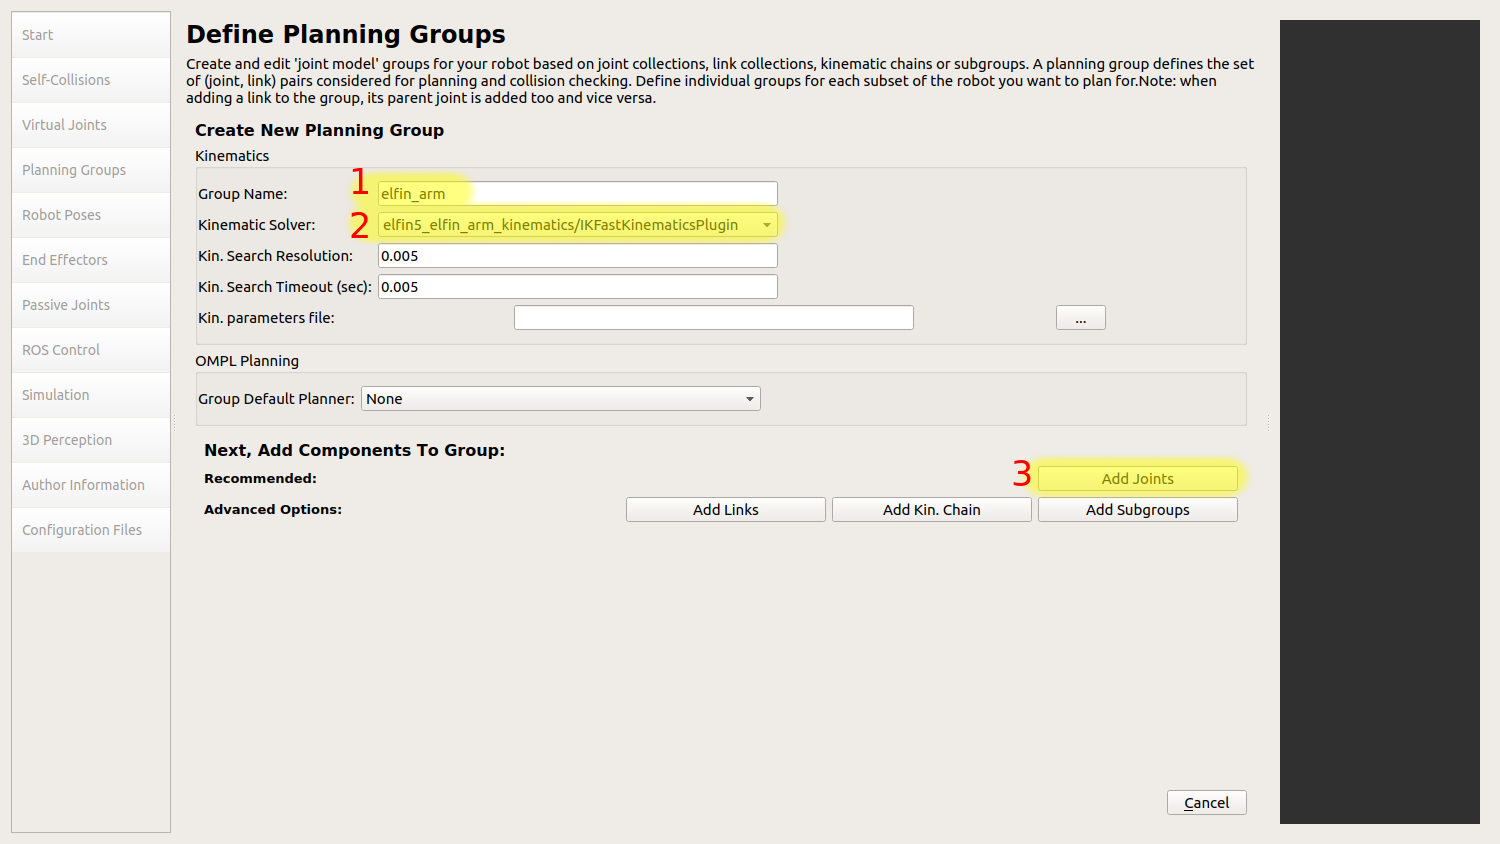 Start
Self-Collisions
Virtual Joints
Planning Groups
Robot Poses
End Effectors
Passive Joints
ROS Control
Simulation
3D Perception
Author Information
Configuration Files
Define Planning Groups
Create and edit 'joint model' groups for your robot based on joint collections, link collections, kinematic chains or subgroups. A planning group defines the set
of (joint, link) pairs considered for planning and collision checking. Define individual groups for each subset of the robot you want to plan for.Note: when
adding a link to the group, its parent joint is added too and vice versa.
Create New Planning Group
Kinematics
Group Name: 1 elfin_arm
Kinematic Solver: 2 elfin5_elfin_arm_kinematics/IKFastKinematicsPlugin
Kin. Search Resolution: 0.005
Kin. Search Timeout (sec): 0.005
Kin. parameters file: ...
OMPL Planning
Group Default Planner: None
Next, Add Components To Group:
Recommended: 3 Add Joints
Advanced Options: Add Links Add Kin. Chain Add Subgroups
Cancel